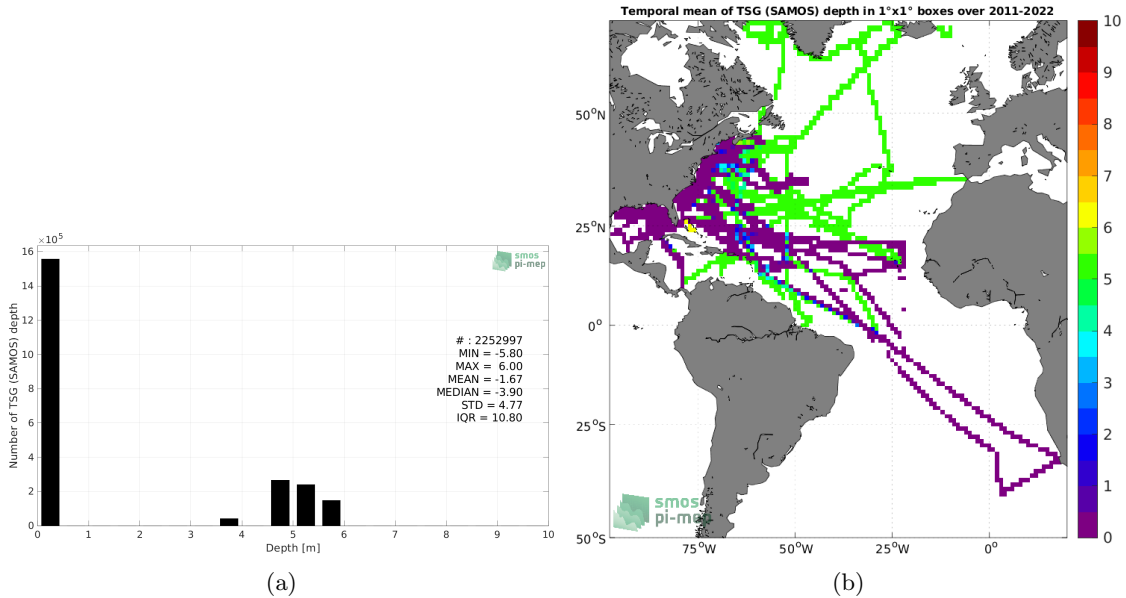 Temporal mean of TSG (SAMOS) depth in 1°x1° boxes over 2011-2022
×10⁵
16
14
12
10
8
6
4
2
0
Number of TSG (SAMOS) depth
smos
pi-mep
# : 2252997
MIN = -5.80
MAX = 6.00
MEAN = -1.67
MEDIAN = -3.90
STD = 4.77
IQR = 10.80
0 1 2 3 4 5 6 7 8 9 10
Depth [m]
(a)
50°N
25°N
0°
25°S
50°S
75°W 50°W 25°W 0°
smos
pi-mep
10
9
8
7
6
5
4
3
2
1
0
(b)